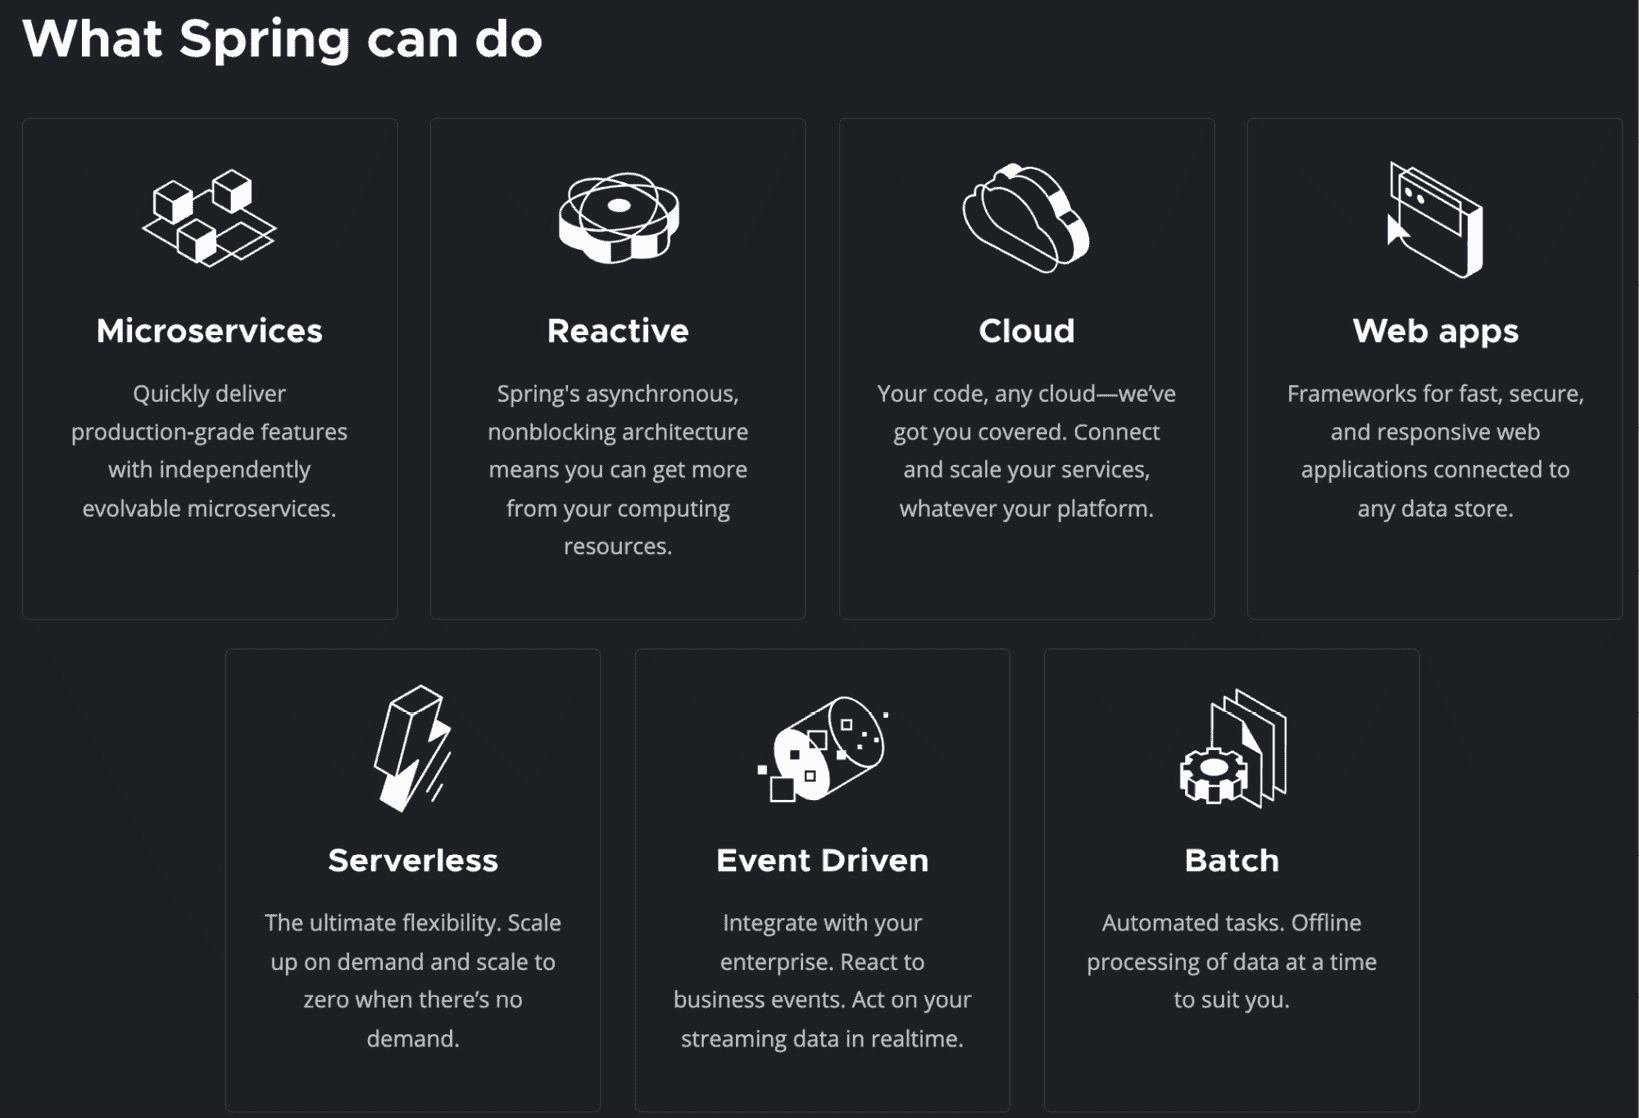 What Spring can do
Microservices
Quickly deliver
production-grade features
with independently
evolvable microservices.
Reactive
Spring's asynchronous,
nonblocking architecture
means you can get more
from your computing
resources.
Cloud
Your code, any cloud—we’ve
got you covered. Connect
and scale your services,
whatever your platform.
Web apps
Frameworks for fast, secure,
and responsive web
applications connected to
any data store.
Serverless
The ultimate flexibility. Scale
up on demand and scale to
zero when there’s no
demand.
Event Driven
Integrate with your
enterprise. React to
business events. Act on your
streaming data in realtime.
Batch
Automated tasks. Offline
processing of data at a time
to suit you.